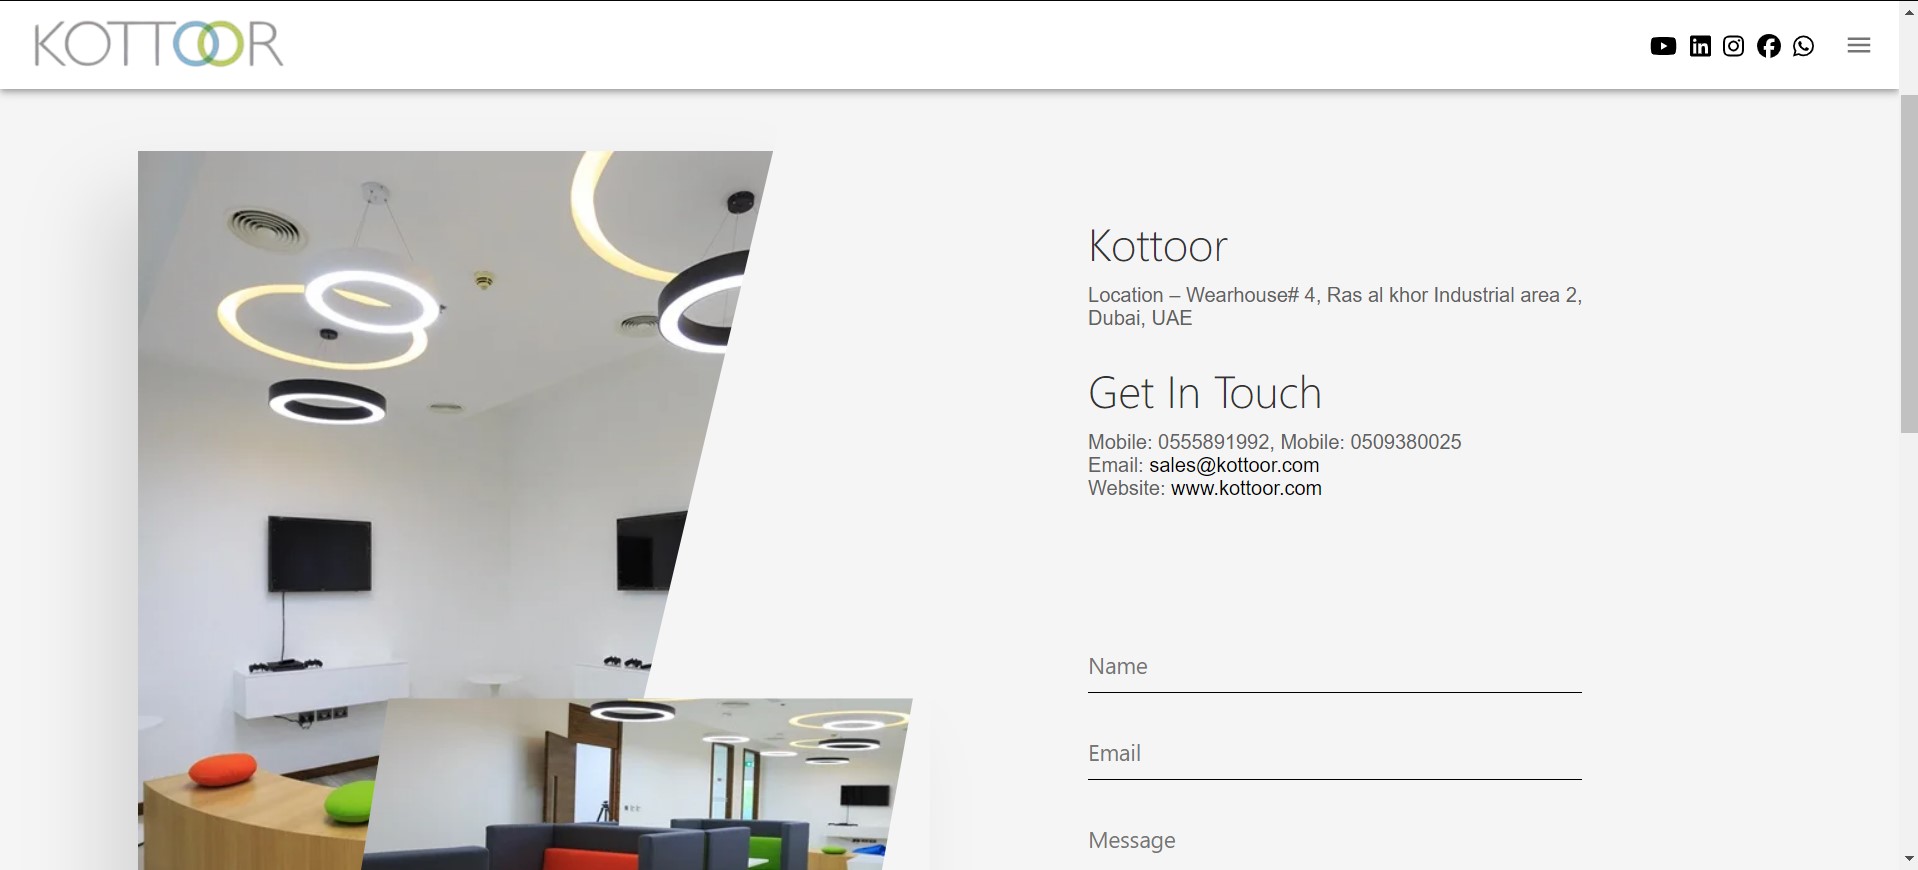 KOTTOOR
Kottoor
Location – Wearhouse# 4, Ras al khor Industrial area 2,
Dubai, UAE
Get In Touch
Mobile: 0555891992, Mobile: 0509380025
Email: sales@kottoor.com
Website: www.kottoor.com
Name
Email
Message